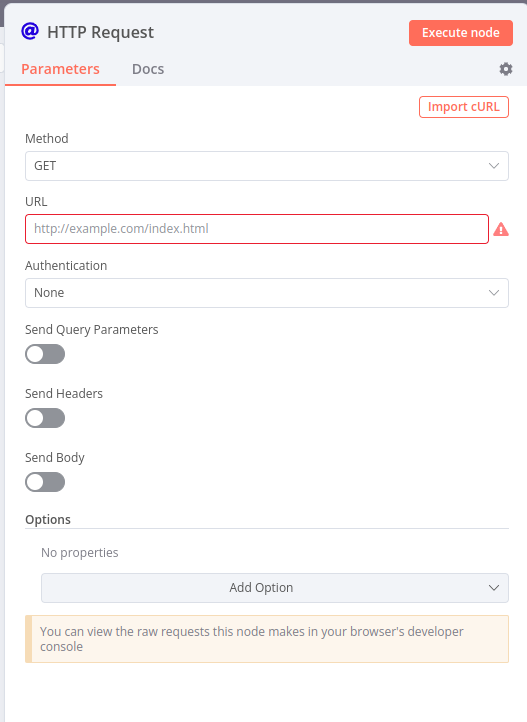 HTTP Request
Execute node
Parameters
Docs
Import cURL
Method
GET
URL
http://example.com/index.html
Authentication
None
Send Query Parameters
Send Headers
Send Body
Options
No properties
Add Option
You can view the raw requests this node makes in your browser's developer
console